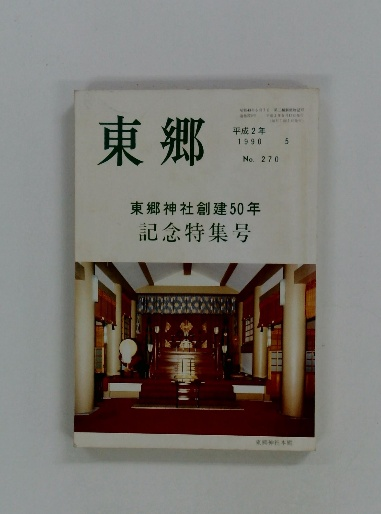 東郷
平成2年
1990 5
No. 270
東郷神社創建50年
記念特集号